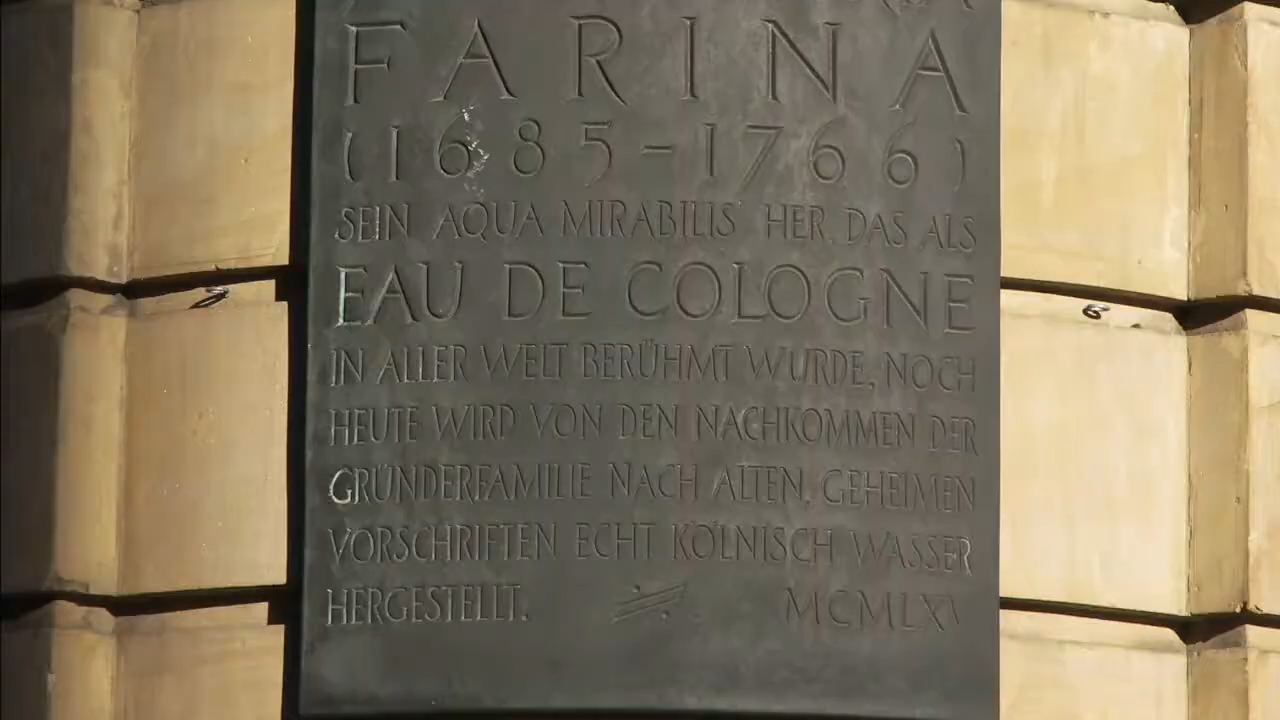 FARINA
(1685-1766)
SEIN AQUA MIRABILIS HER. DAS ALS
EAU DE COLOGNE
IN ALLER WELT BERÜHMT WURDE, NOCH
HEUTE WIRD VON DEN NACHKOMMEN DER
GRÜNDERFAMILIE NACH ALTEN, GEHEIMEN
VORSCHRIFTEN ECHT KÖLNISCH WASSER
HERGESTELLT. MCMLXV